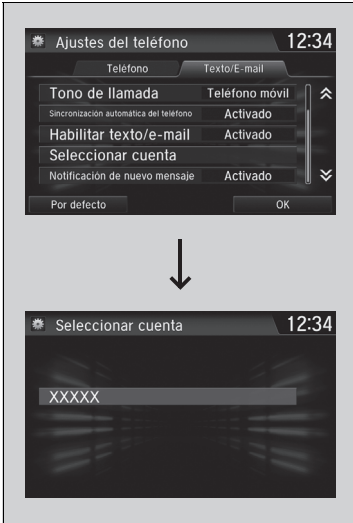 Ajustes del teléfono 12:34
Teléfono Texto/E-mail
Tono de llamada Teléfono móvil
Sincronización automática del teléfono Activado
Habilitar texto/e-mail Activado
Seleccionar cuenta
Notificación de nuevo mensaje Activado
Por defecto OK
Seleccionar cuenta 12:34
XXXXX